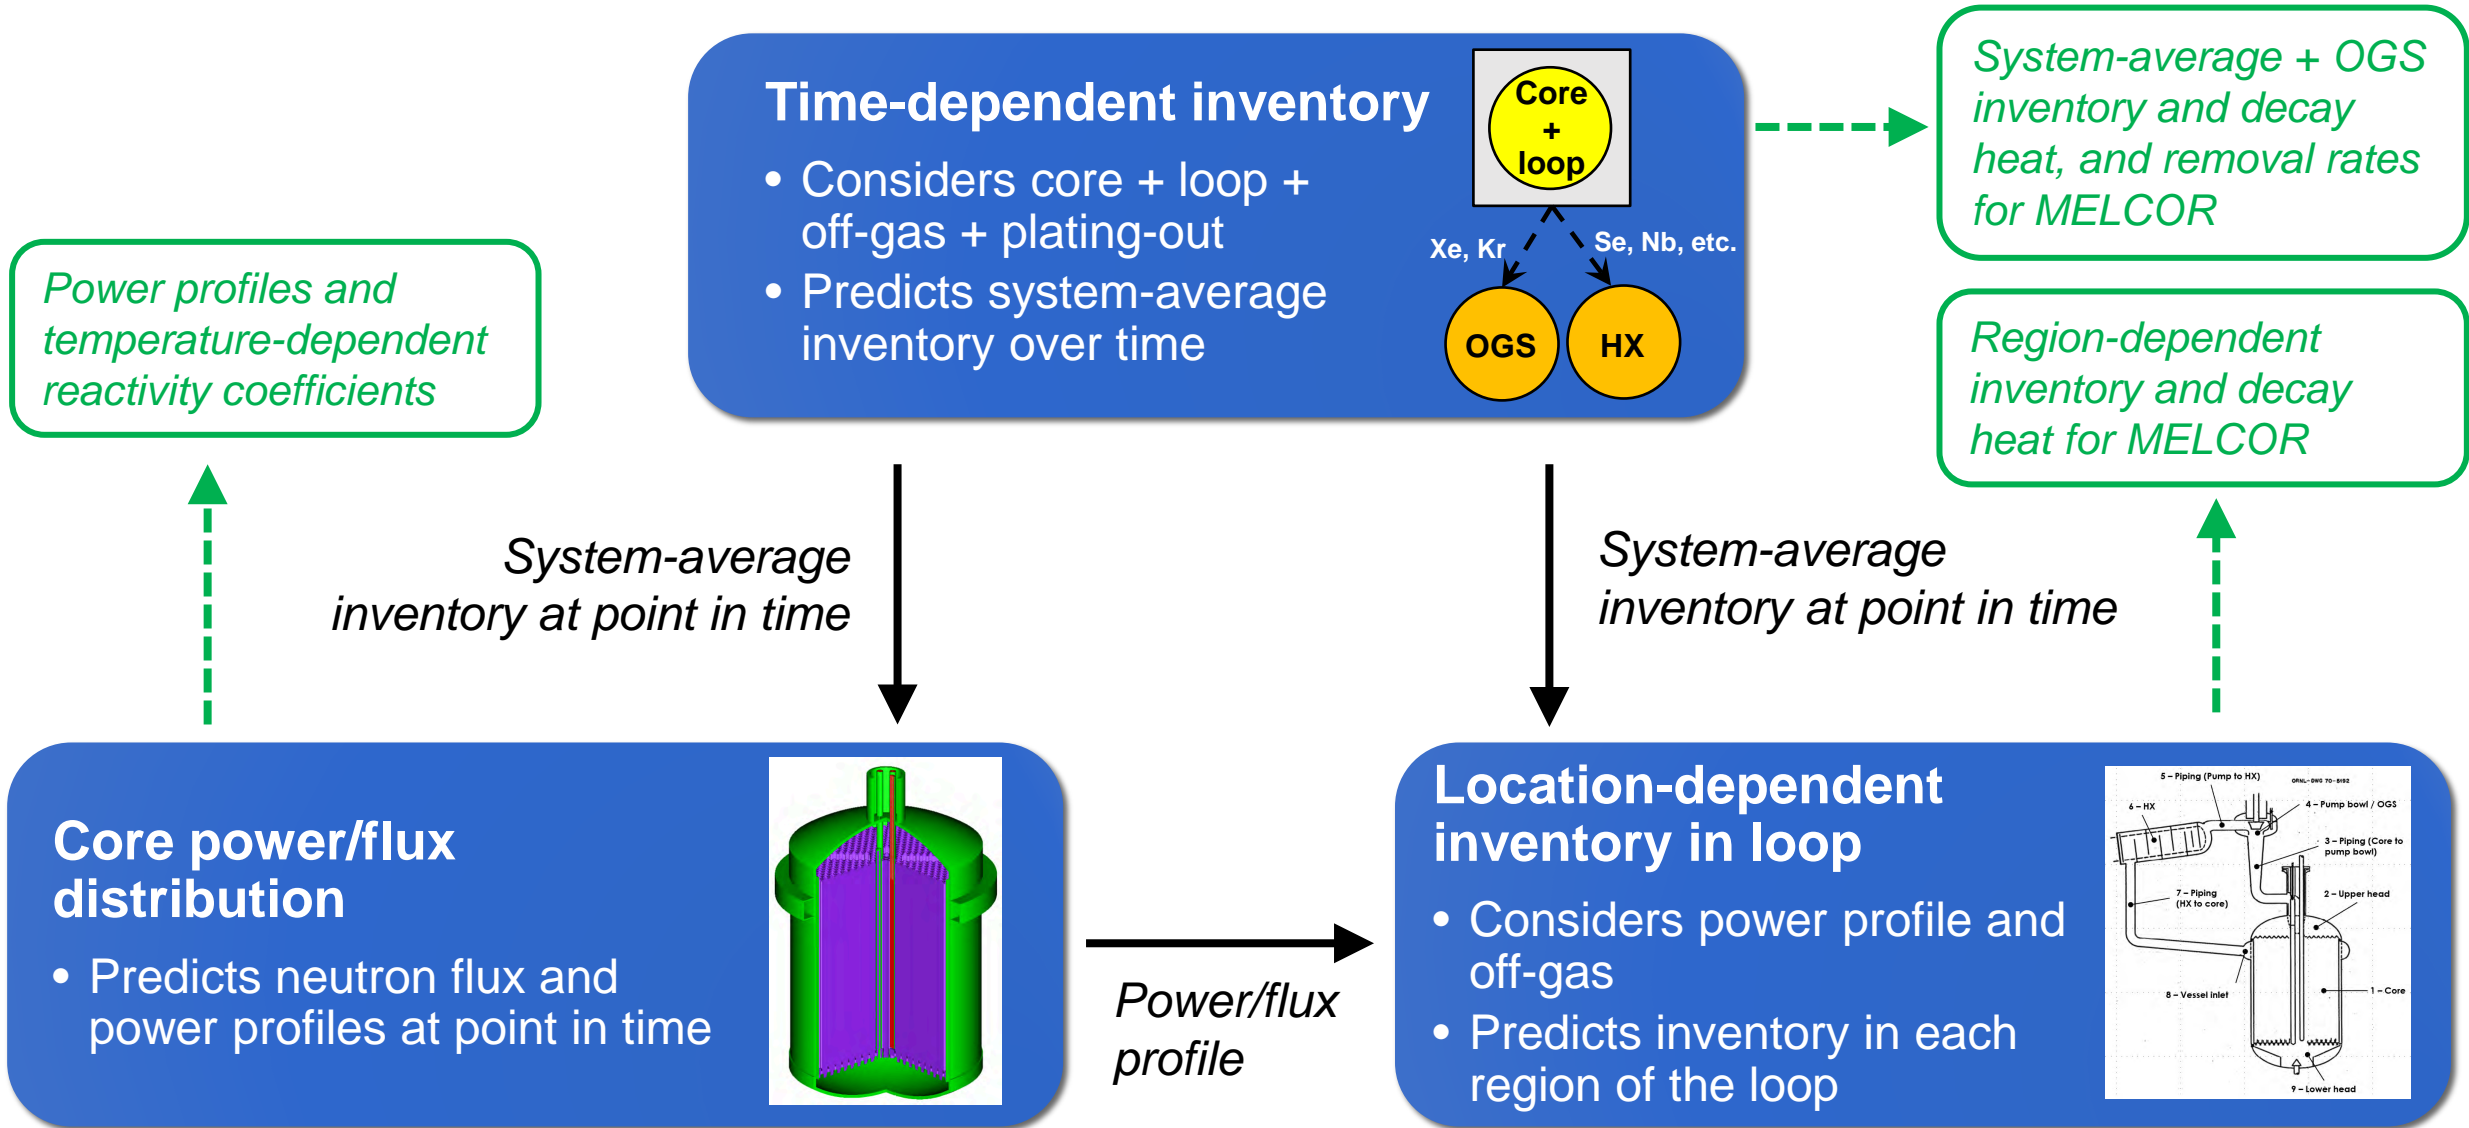 Time-dependent inventory
• Considers core + loop +
off-gas + plating-out
• Predicts system-average
inventory over time
Core
+
loop
Xe, Kr
Se, Nb, etc.
OGS
HX
System-average + OGS
inventory and decay
heat, and removal rates
for MELCOR
Power profiles and
temperature-dependent
reactivity coefficients
Region-dependent
inventory and decay
heat for MELCOR
System-average
inventory at point in time
System-average
inventory at point in time
Core power/flux
distribution
• Predicts neutron flux and
power profiles at point in time
Power/flux
profile
Location-dependent
inventory in loop
• Considers power profile and
off-gas
• Predicts inventory in each
region of the loop
5 – Piping (Pump to HX)
ORNL-DWG 70-5192
6 – HX
4 – Pump bowl / OGS
3 – Piping (Core to
pump bowl)
7 – Piping
(HX to core)
2 – Upper head
8 – Vessel inlet
1 – Core
9 – Lower head